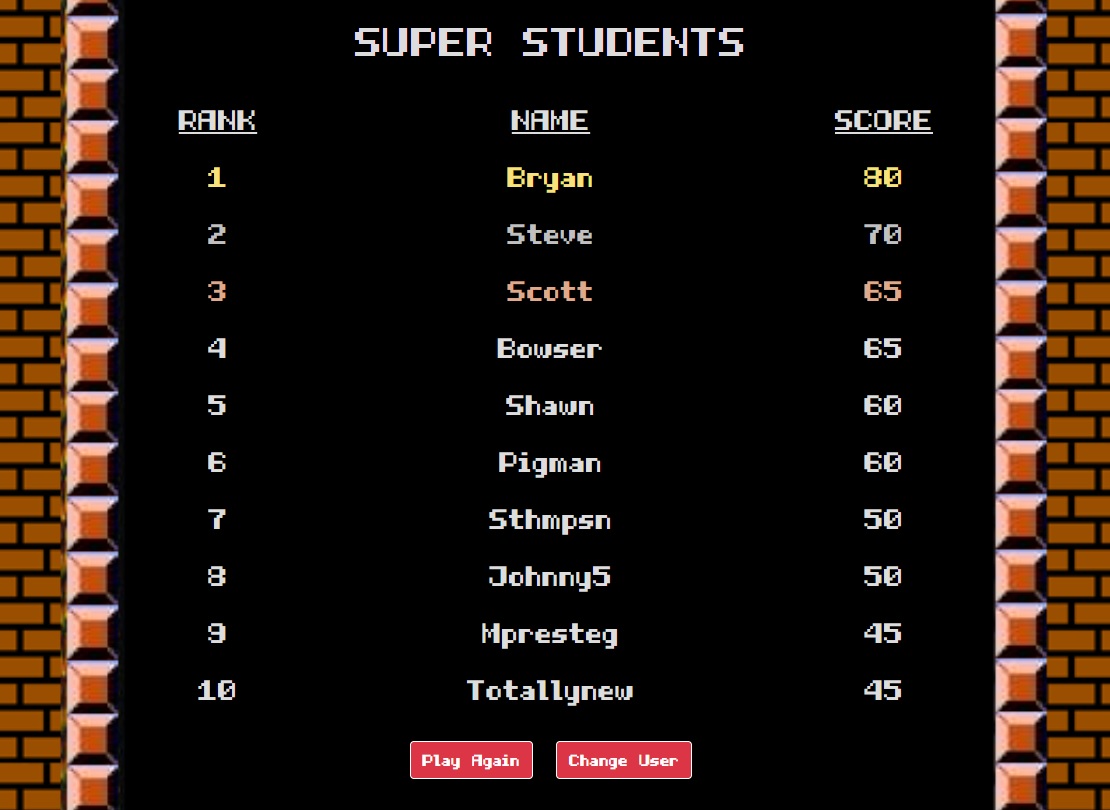 SUPER STUDENTS
RANK NAME SCORE
1 Bryan 80
2 Steve 70
3 Scott 65
4 Bowser 65
5 Shawn 60
6 Pigman 60
7 Sthmpsn 50
8 Johnny5 50
9 Mpresteg 45
10 Totallynew 45
Play Again Change User